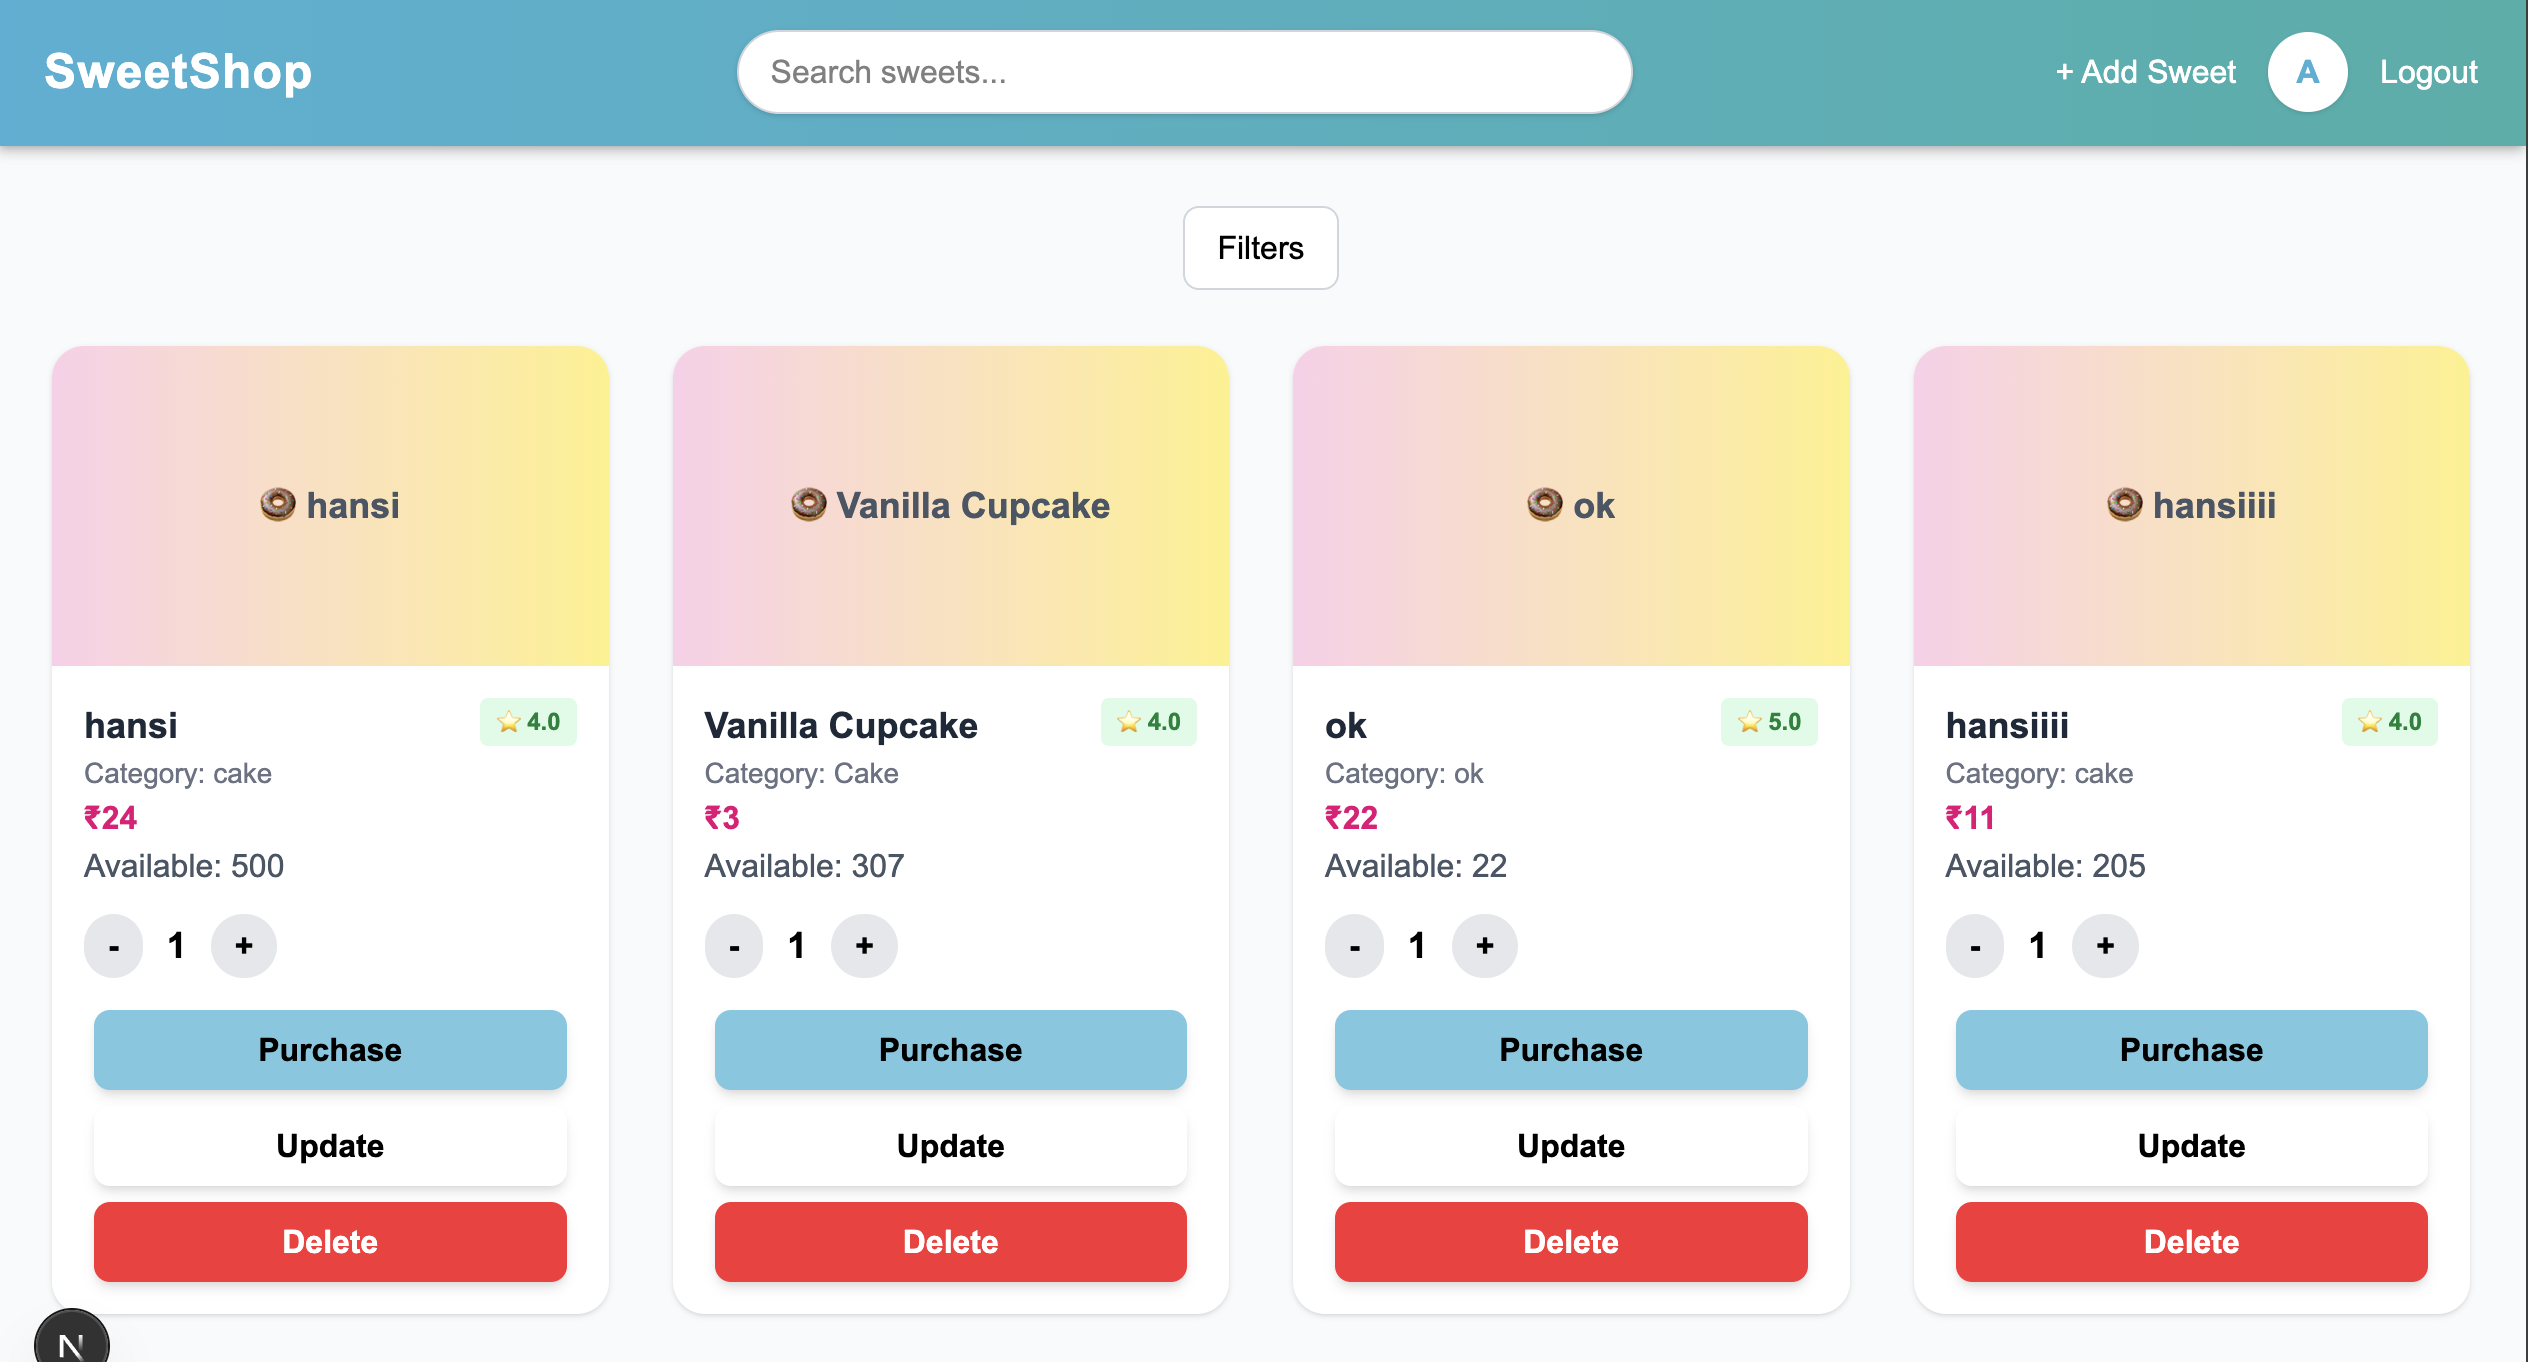 SweetShop
Search sweets...
+ Add Sweet
A
Logout
Filters
🍩 hansi
hansi
⭐ 4.0
Category: cake
₹24
Available: 500
- 1 +
Purchase
Update
Delete
🍩 Vanilla Cupcake
Vanilla Cupcake
⭐ 4.0
Category: Cake
₹3
Available: 307
- 1 +
Purchase
Update
Delete
🍩 ok
ok
⭐ 5.0
Category: ok
₹22
Available: 22
- 1 +
Purchase
Update
Delete
🍩 hansiiii
hansiiii
⭐ 4.0
Category: cake
₹11
Available: 205
- 1 +
Purchase
Update
Delete
N